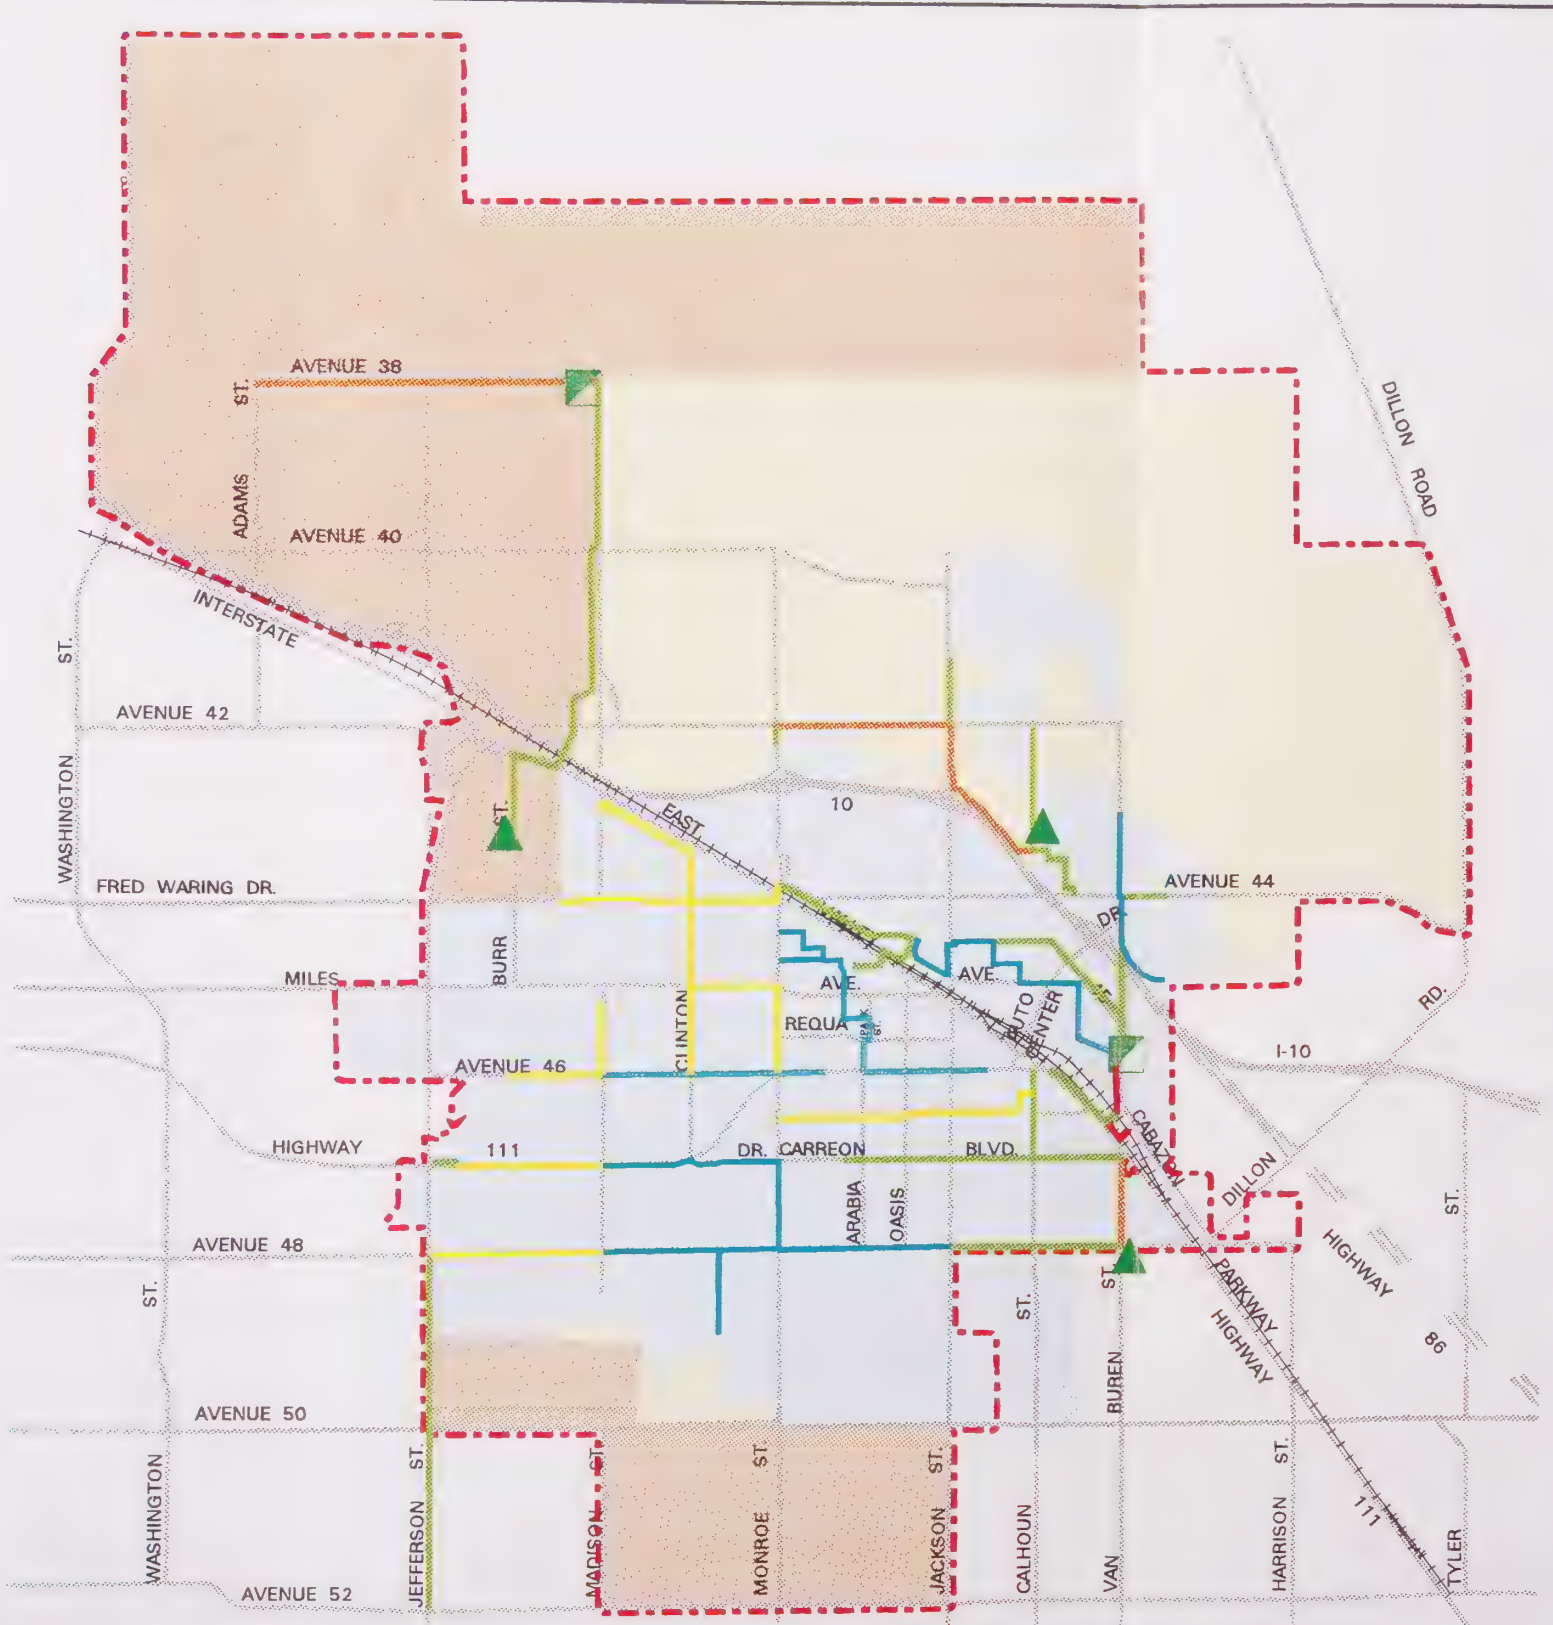 AVENUE 38
ST.
DILLON ROAD
ADAMS
AVENUE 40
INTERSTATE
ST.
AVENUE 42
WASHINGTON
ST.
EAST
10
FRED WARING DR.
AVENUE 44
DR.
BURR
MILES
AVE.
AVE.
45
RD.
CLINTON
REQUA
ST.
AUTO
CENTER
I-10
AVENUE 46
HIGHWAY
111
DR. CARREON
BLVD.
CABAZON
DILLON
ARABIA
OASIS
ST.
AVENUE 48
ST.
ST.
ST.
PARKWAY
HIGHWAY
HIGHWAY
86
AVENUE 50
BUREN
WASHINGTON
JEFFERSON
ST.
MADISON
ST.
MONROE
ST.
JACKSON
ST.
CALHOUN
VAN
HARRISON
ST.
111
TYLER
AVENUE 52